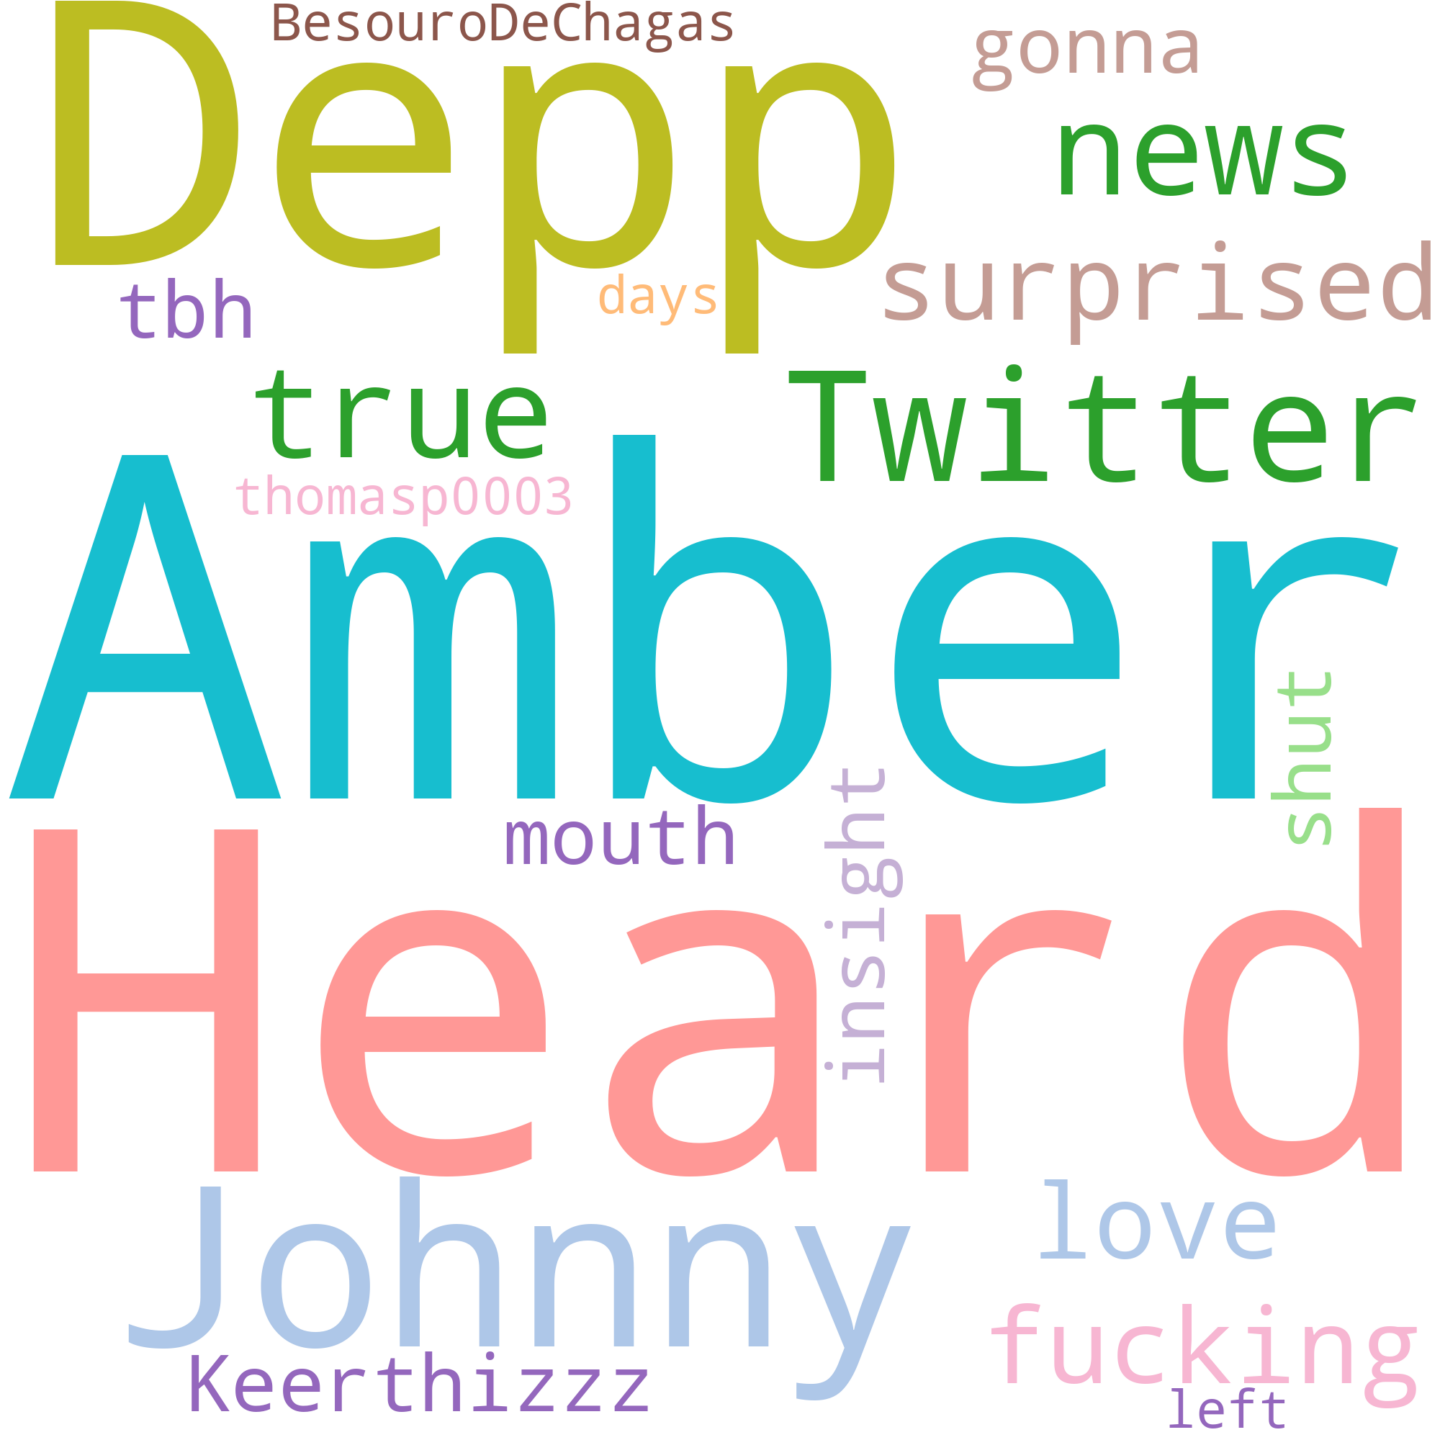 BesouroDeChagas
Depp
gonna
news
surprised
tbh
days
true
Twitter
thomasp0003
Amber
shut
mouth
insight
Heard
Johnny
love
Keerthizzz
fucking
left